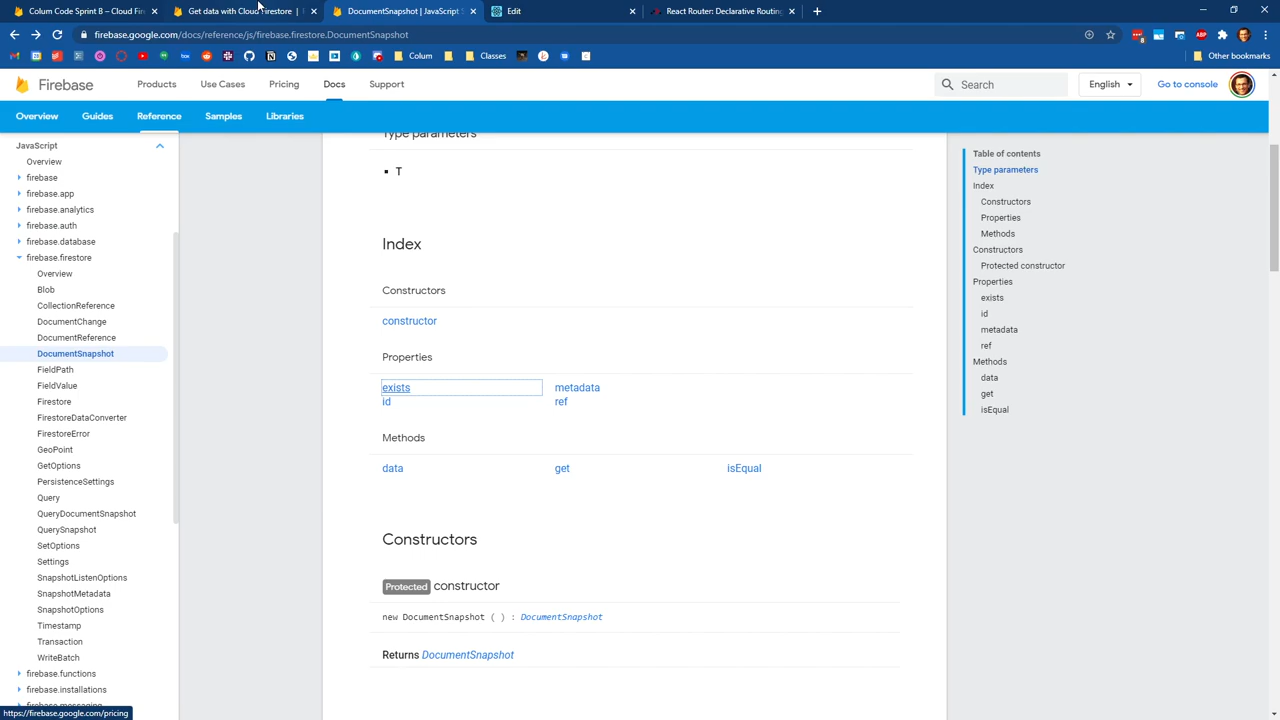 Column Code Sprint B – Cloud Fir
Get data with Cloud Firestore | F
DocumentSnapshot | JavaScript S
Edit
React Router: Declarative Routing
firebase.google.com/docs/reference/js/firebase.firestore.DocumentSnapshot
Colum
Classes
Other bookmarks
Firebase
Products
Use Cases
Pricing
Docs
Support
Search
English
Go to console
Overview
Guides
Reference
Samples
Libraries
JavaScript
Overview
firebase
firebase.app
firebase.analytics
firebase.auth
firebase.database
firebase.firestore
Overview
Blob
CollectionReference
DocumentChange
DocumentReference
DocumentSnapshot
FieldPath
FieldValue
Firestore
FirestoreDataConverter
FirestoreError
GeoPoint
GetOptions
PersistenceSettings
Query
QueryDocumentSnapshot
QuerySnapshot
SetOptions
Settings
SnapshotListenOptions
SnapshotMetadata
SnapshotOptions
Timestamp
Transaction
WriteBatch
firebase.functions
firebase.installations
firebase.messaging
https://firebase.google.com/pricing
Type parameters
T
Index
Constructors
constructor
Properties
exists
metadata
id
ref
Methods
data
get
isEqual
Constructors
Protected constructor
new DocumentSnapshot ( ) : DocumentSnapshot
Returns DocumentSnapshot
Table of contents
Type parameters
Index
Constructors
Properties
Methods
Constructors
Protected constructor
Properties
exists
id
metadata
ref
Methods
data
get
isEqual